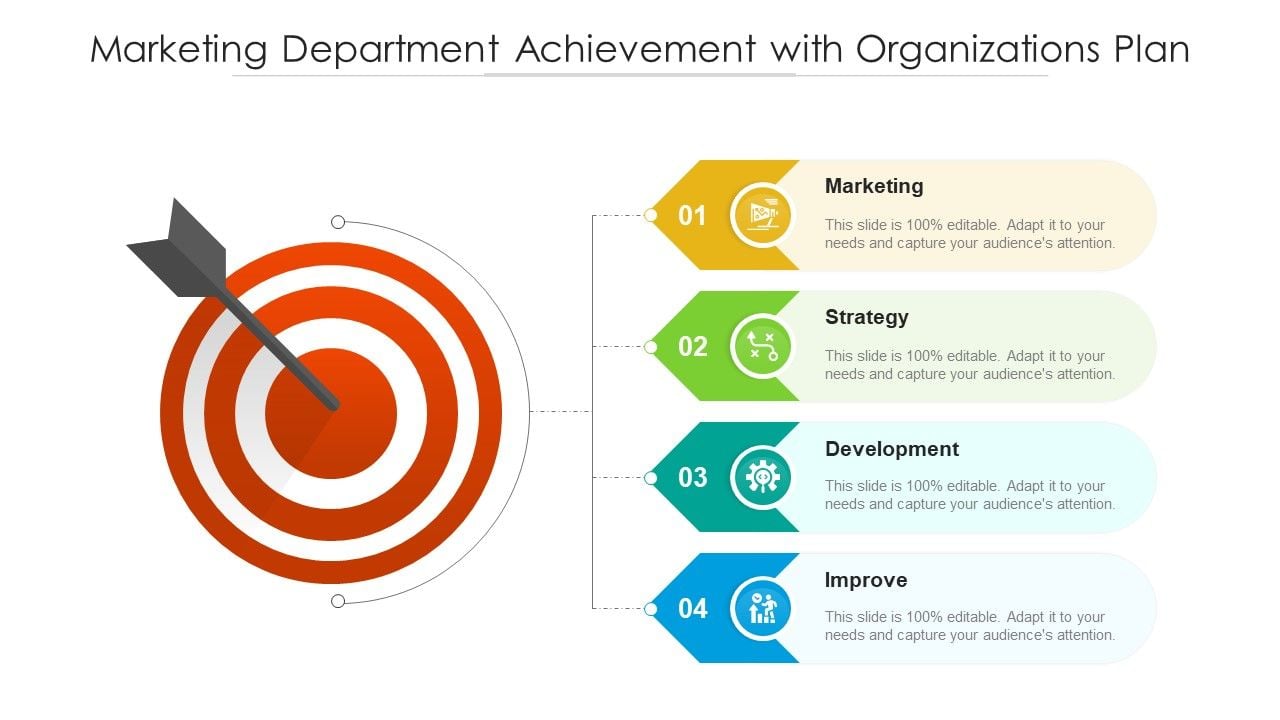 Marketing Department Achievement with Organizations Plan
01
Marketing
This slide is 100% editable. Adapt it to your
needs and capture your audience's attention.
02
Strategy
This slide is 100% editable. Adapt it to your
needs and capture your audience's attention.
03
Development
This slide is 100% editable. Adapt it to your
needs and capture your audience's attention.
04
Improve
This slide is 100% editable. Adapt it to your
needs and capture your audience's attention.